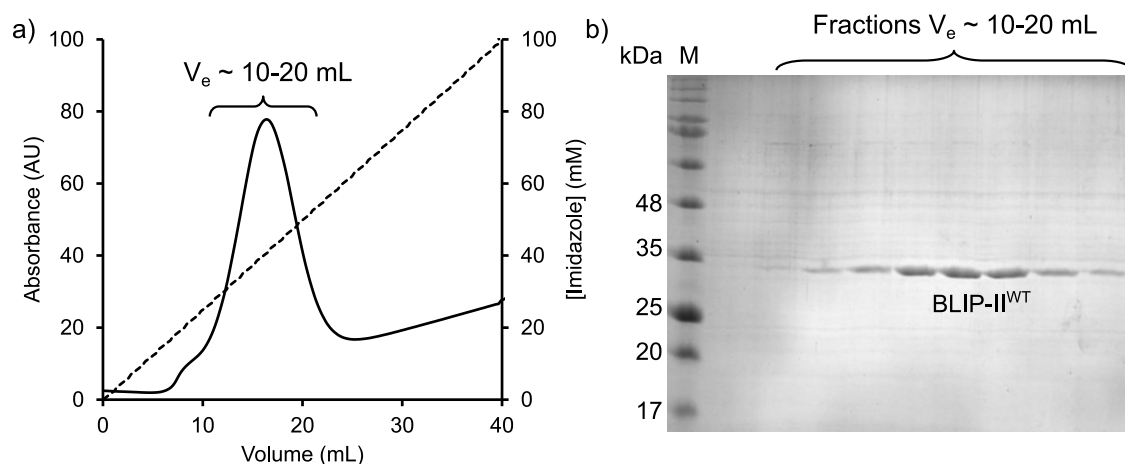 a)
100
80
60
40
20
0
Absorbance (AU)
V_e ~ 10-20 mL
100
80
60
40
20
0
[Imidazole] (mM)
0 10 20 30 40
Volume (mL)
b)
Fractions V_e ~ 10-20 mL
kDa M
48
35
25
20
17
BLIP-II^WT